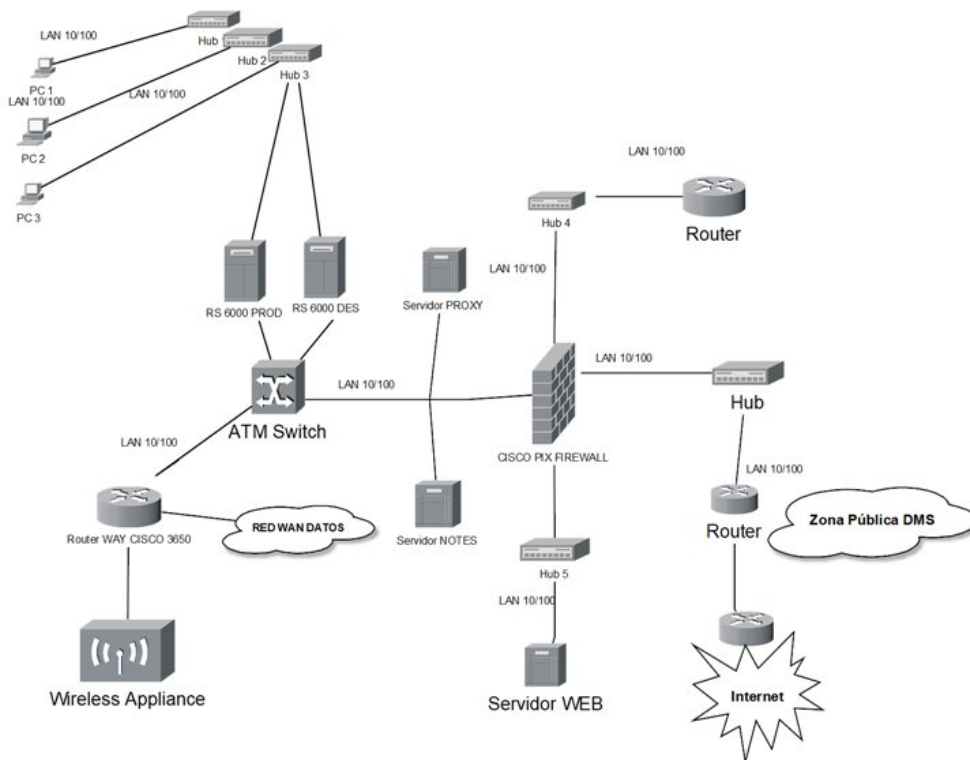 LAN 10/100
Hub
Hub 2
Hub 3
PC 1
LAN 10/100
LAN 10/100
PC 2
PC 3
LAN 10/100
Hub 4
Router
LAN 10/100
RS 6000 PROD
RS 6000 DES
Servidor PROXY
LAN 10/100
LAN 10/100
Hub
ATM Switch
LAN 10/100
CISCO PIX FIREWALL
LAN 10/100
RED WAN DATOS
Router WAY CISCO 3650
Servidor NOTES
Router
Zona Pública DMS
Hub 5
LAN 10/100
Wireless Appliance
Servidor WEB
Internet